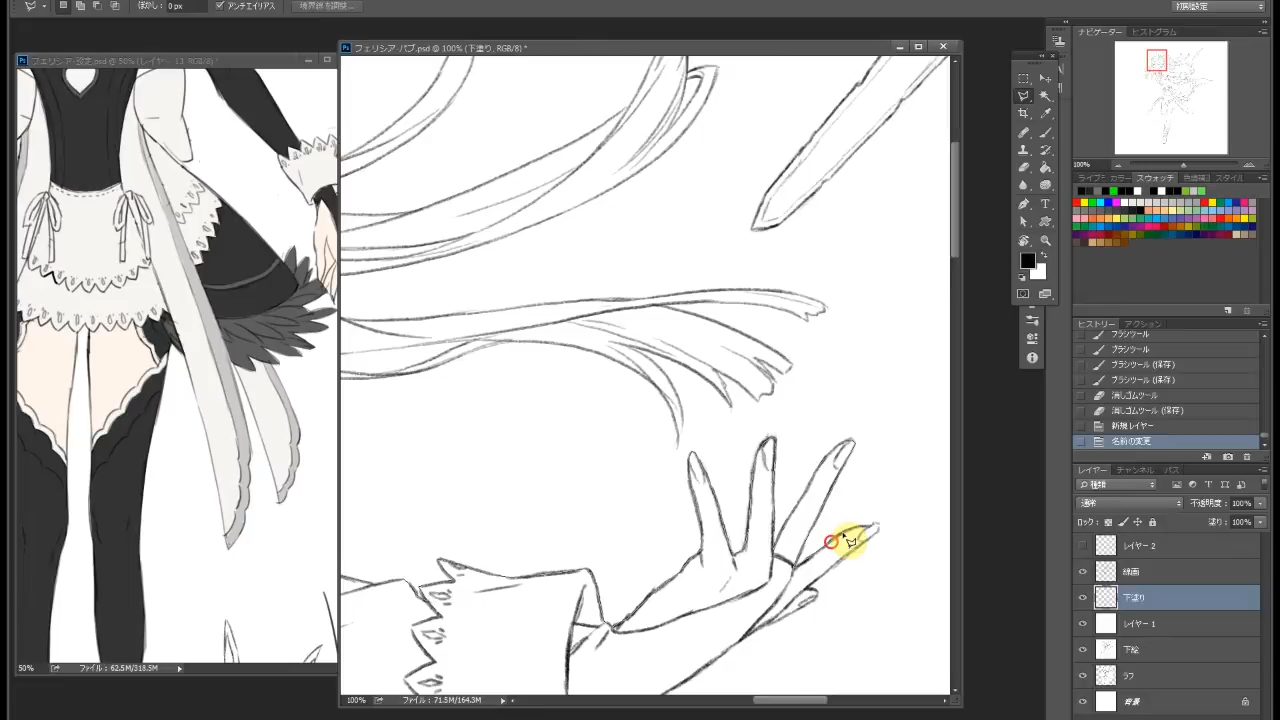 ぼかし: 0 px アンチエイリアス 境界線を調整... 初期設定
フェリシア-設定.psd @ 50% (レイヤー 13, RGB/8) *
フェリシア-パブ.psd @ 100% (下塗り, RGB/8) *
ナビゲーター ヒストグラム
100%
カラー スウォッチ スタイル
ヒストリー アクション
ブラシツール
ブラシツール
ブラシツール (保存)
ブラシツール (保存)
消しゴムツール
消しゴムツール (保存)
新規レイヤー
名前の変更
レイヤー チャンネル パス
種類
通常 不透明度: 100%
ロック: 塗り: 100%
レイヤー 2
線画
下塗り
レイヤー 1
下絵
ラフ
背景
50% ファイル : 62.5M/318.5M
100% ファイル : 71.5M/164.3M